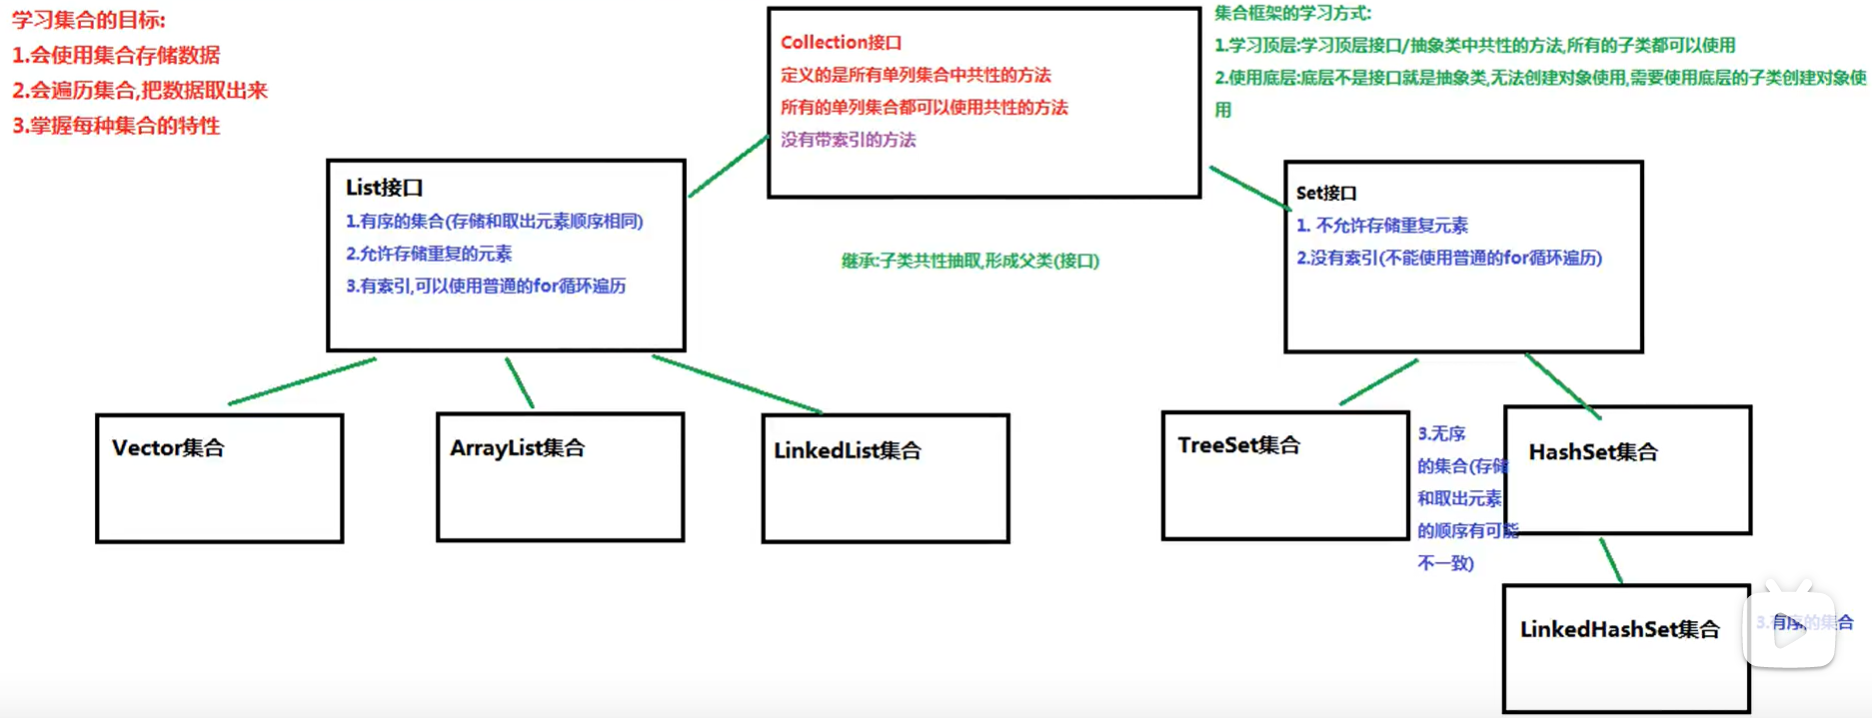 学习集合的目标:
1.会使用集合存储数据
2.会遍历集合,把数据取出来
3.掌握每种集合的特性
Collection接口
定义的是所有单列集合中共性的方法
所有的单列集合都可以使用共性的方法
没有带索引的方法
集合框架的学习方式:
1.学习顶层:学习顶层接口/抽象类中共性的方法,所有的子类都可以使用
2.使用底层:底层不是接口就是抽象类,无法创建对象使用,需要使用底层的子类创建对象使
用
List接口
1.有序的集合(存储和取出元素顺序相同)
2.允许存储重复的元素
3.有索引,可以使用普通的for循环遍历
继承:子类共性抽取,形成父类(接口)
Set接口
1. 不允许存储重复元素
2.没有索引(不能使用普通的for循环遍历)
Vector集合
ArrayList集合
LinkedList集合
TreeSet集合
3.无序
的集合(存储
和取出元素
的顺序有可能
不一致)
HashSet集合
LinkedHashSet集合
3.有序的集合